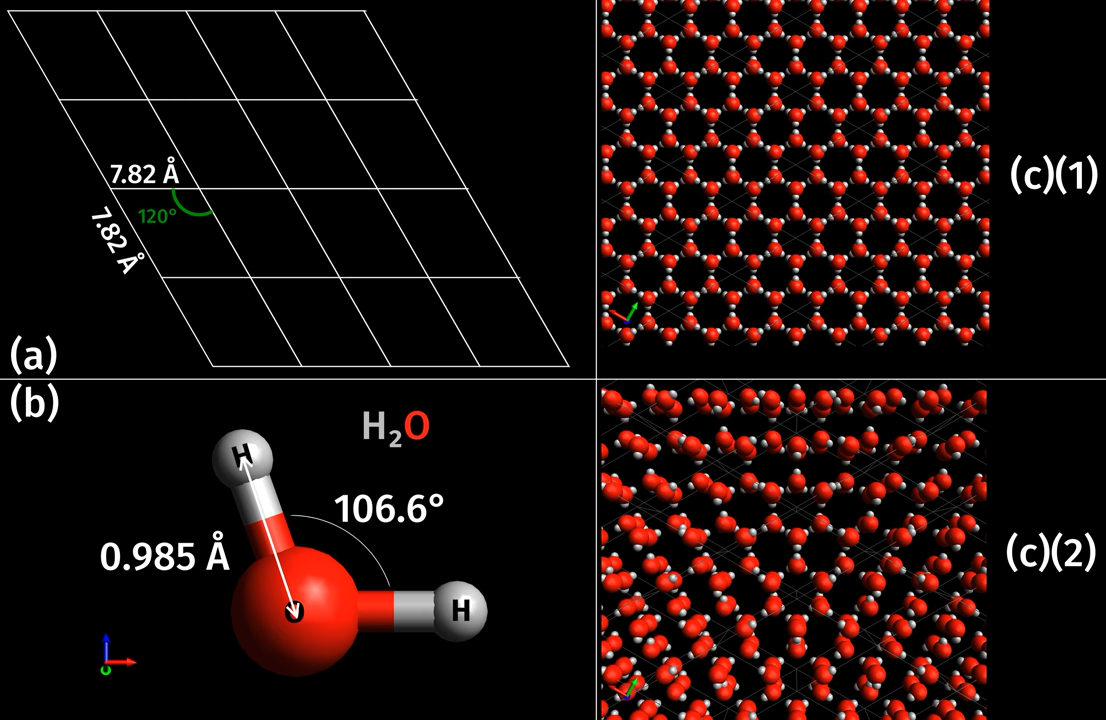 7.82 Å
120°
7.82 Å
(a)
(c)(1)
(b)
H₂O
H
106.6°
0.985 Å
O
H
(c)(2)